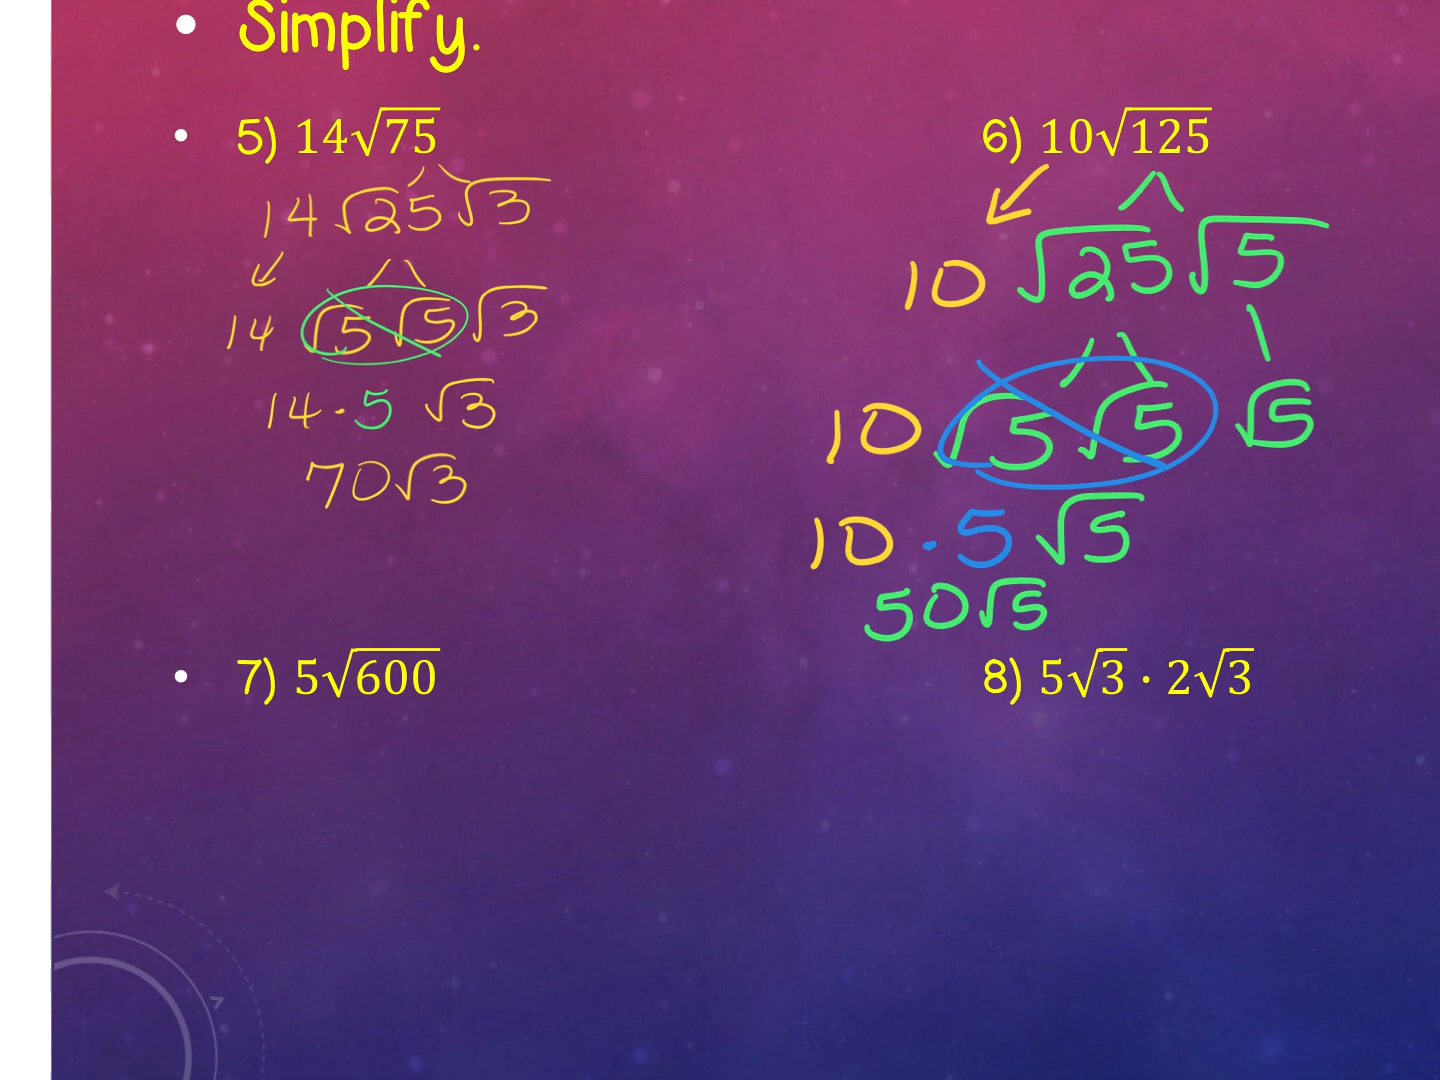 • Simplify.
• 5) 14√75
14 √25 √3
14 √5 √5 √3
14 · 5 √3
70√3
6) 10√125
10 √25 √5
10 √5 √5 √5
10 · 5 √5
50√5
• 7) 5√600
8) 5√3 · 2√3